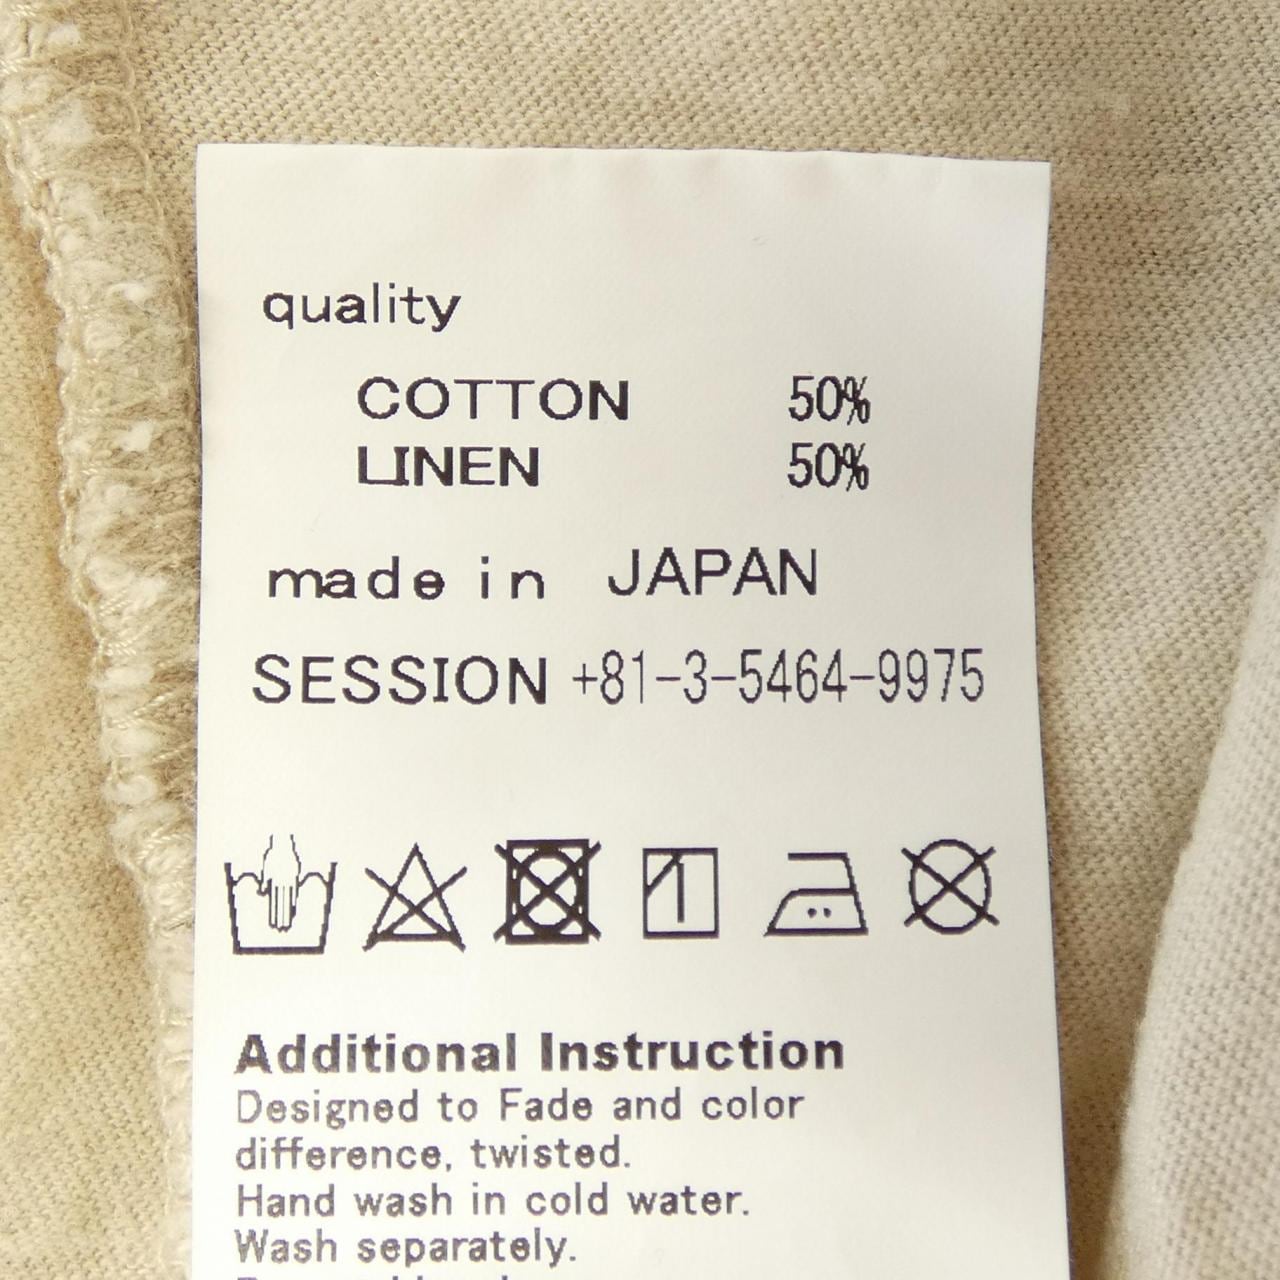 quality
COTTON 50%
LINEN 50%
made in JAPAN
SESSION +81-3-5464-9975
Additional Instruction
Designed to Fade and color
difference, twisted.
Hand wash in cold water.
Wash separately.